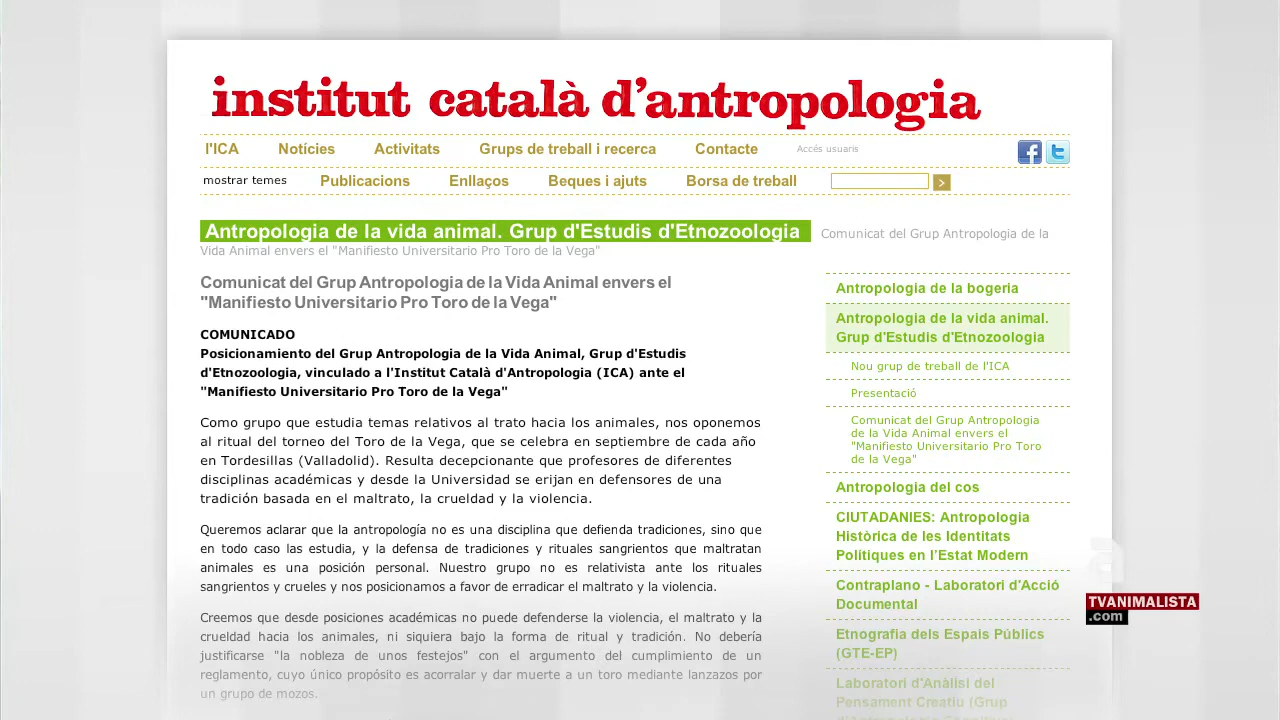 institut català d'antropologia
l'ICA Notícies Activitats Grups de treball i recerca Contacte Accés usuaris
mostrar temes Publicacions Enllaços Beques i ajuts Borsa de treball
Antropologia de la vida animal. Grup d'Estudis d'Etnozoologia Comunicat del Grup Antropologia de la
Vida Animal envers el "Manifiesto Universitario Pro Toro de la Vega"
Comunicat del Grup Antropologia de la Vida Animal envers el
"Manifiesto Universitario Pro Toro de la Vega"
COMUNICADO
Posicionamiento del Grup Antropologia de la Vida Animal, Grup d'Estudis
d'Etnozoologia, vinculado a l'Institut Català d'Antropologia (ICA) ante el
"Manifiesto Universitario Pro Toro de la Vega"
Como grupo que estudia temas relativos al trato hacia los animales, nos oponemos
al ritual del torneo del Toro de la Vega, que se celebra en septiembre de cada año
en Tordesillas (Valladolid). Resulta decepcionante que profesores de diferentes
disciplinas académicas y desde la Universidad se erijan en defensores de una
tradición basada en el maltrato, la crueldad y la violencia.
Queremos aclarar que la antropología no es una disciplina que defienda tradiciones, sino que
en todo caso las estudia, y la defensa de tradiciones y rituales sangrientos que maltratan
animales es una posición personal. Nuestro grupo no es relativista ante los rituales
sangrientos y crueles y nos posicionamos a favor de erradicar el maltrato y la violencia.
Creemos que desde posiciones académicas no puede defenderse la violencia, en maltrato y la
crueldad hacia los animales, ni siquiera bajo la forma de ritual y tradición. No debería
justificarse "la nobleza de unos festejos" con el argumento del cumplimiento de un
reglamento, cuyo único propósito es acorralar y dar muerte a un toro mediante lanzazos por
un grupo de mozos.
Antropologia de la bogeria
Antropologia de la vida animal.
Grup d'Estudis d'Etnozoologia
Nou grup de treball de l'ICA
Presentació
Comunicat del Grup Antropologia
de la Vida Animal envers el
"Manifiesto Universitario Pro Toro
de la Vega"
Antropologia del cos
CIUTADANIES: Antropologia
Històrica de les Identitats
Polítiques en l'Estat Modern
Contraplano - Laboratori d'Acció
Documental
Etnografia dels Espais Públics
(GTE-EP)
Laboratori d'Anàlisi del
Pensament Creatiu (Grup
d'Antropologia Cognitiva)
TVANIMALISTA
.com